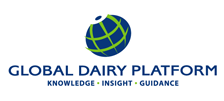 GLOBAL DAIRY PLATFORM
KNOWLEDGE · INSIGHT · GUIDANCE